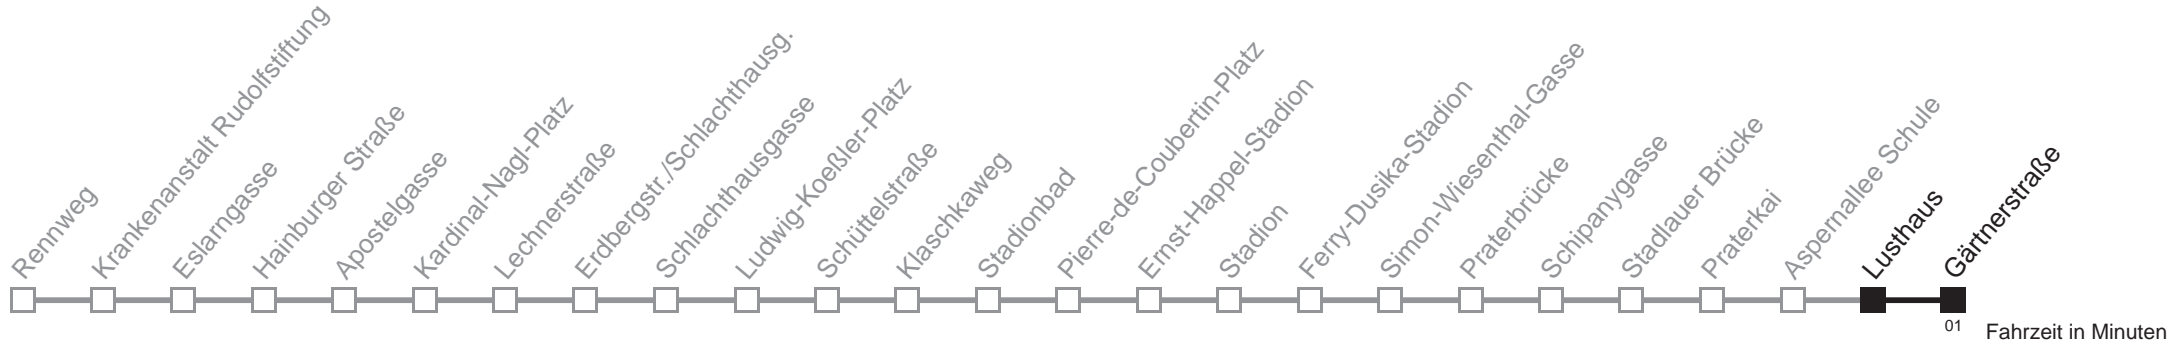 Rennweg
Krankenanstalt Rudolfstiftung
Eslarngasse
Hainburger Straße
Apostelgasse
Kardinal-Nagl-Platz
Lechnerstraße
Erdbergstr./Schlachthausg.
Schlachthausgasse
Ludwig-Koeßler-Platz
Schüttelstraße
Klaschkaweg
Stadionbad
Pierre-de-Coubertin-Platz
Ernst-Happel-Stadion
Stadion
Ferry-Dusika-Stadion
Simon-Wiesenthal-Gasse
Praterbrücke
Schipanygasse
Stadlauer Brücke
Praterkai
Aspernallee Schule
Lusthaus
Gärtnerstraße
01
Fahrzeit in Minuten